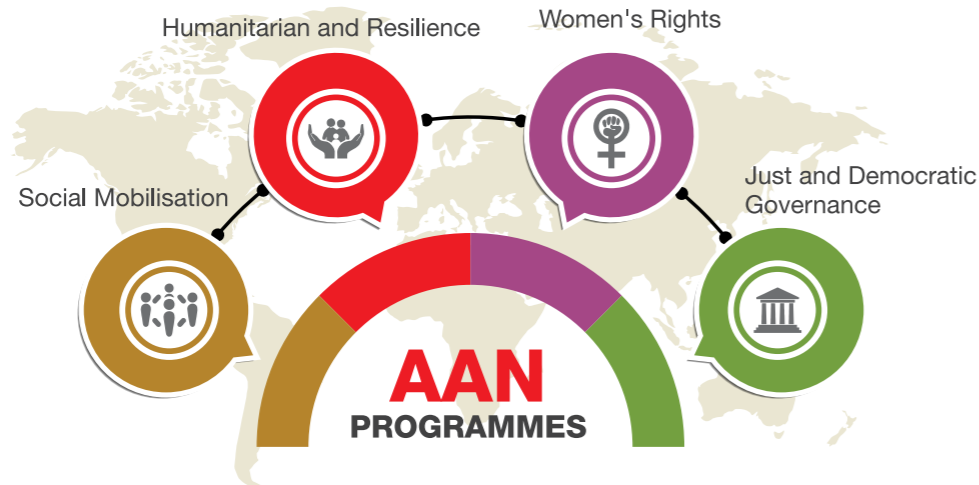 Humanitarian and Resilience
Women's Rights
Social Mobilisation
Just and Democratic
Governance
AAN
PROGRAMMES